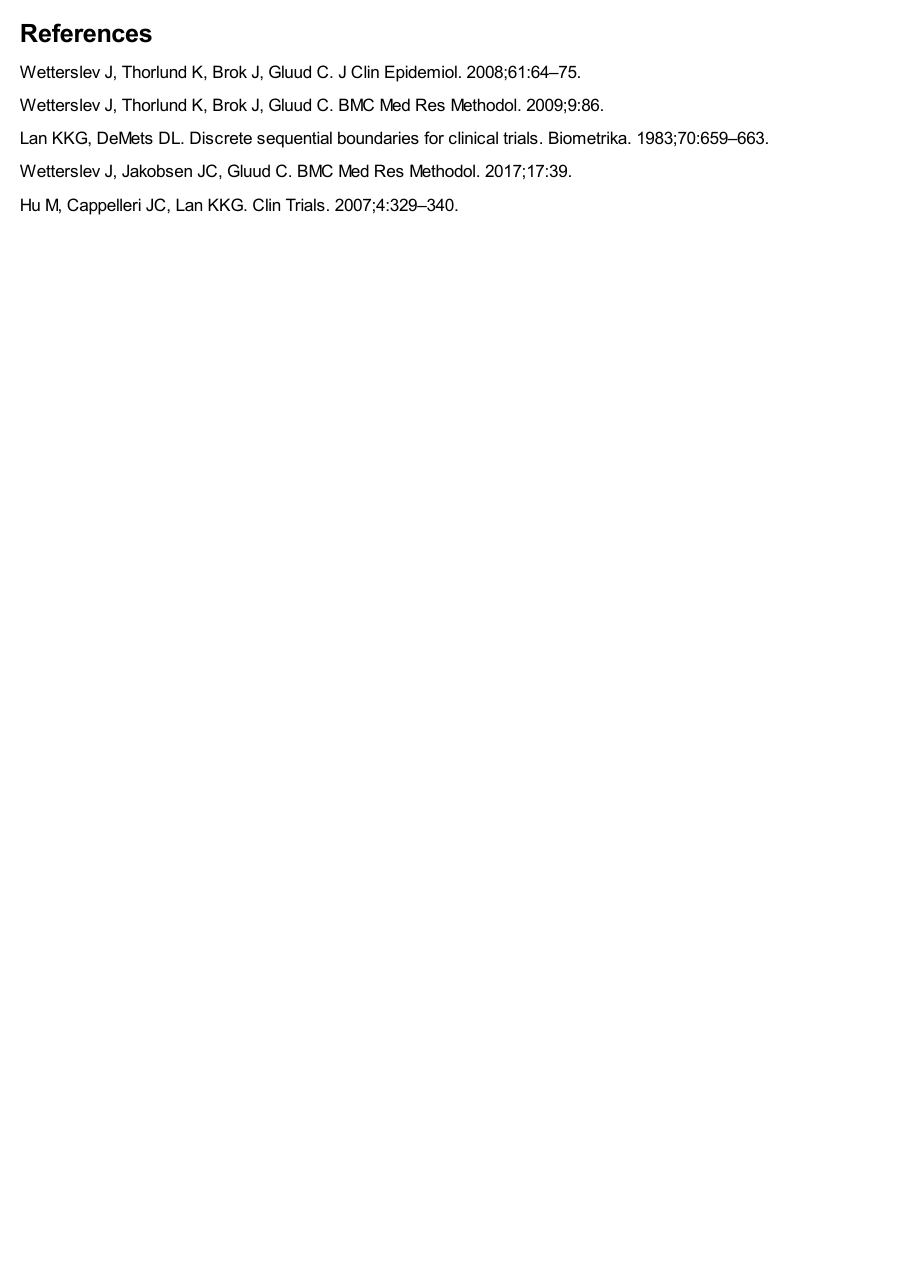 References
Wetterslev J, Thorlund K, Brok J, Gluud C. J Clin Epidemiol. 2008;61:64–75.
Wetterslev J, Thorlund K, Brok J, Gluud C. BMC Med Res Methodol. 2009;9:86.
Lan KKG, DeMets DL. Discrete sequential boundaries for clinical trials. Biometrika. 1983;70:659–663.
Wetterslev J, Jakobsen JC, Gluud C. BMC Med Res Methodol. 2017;17:39.
Hu M, Cappelleri JC, Lan KKG. Clin Trials. 2007;4:329–340.